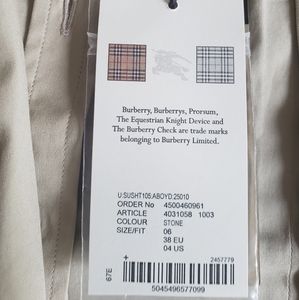 Burberry, Burberrys, Prorsum,
The Equestrian Knight Device and
The Burberry Check are trade marks
belonging to Burberry Limited.
U:SUSHT105:ABOYD:25010
ORDER No 4500460961
ARTICLE 4031058 1003
COLOUR STONE
SIZE/FIT 06
38 EU
04 US
67E
+ 2457779
5045496577099